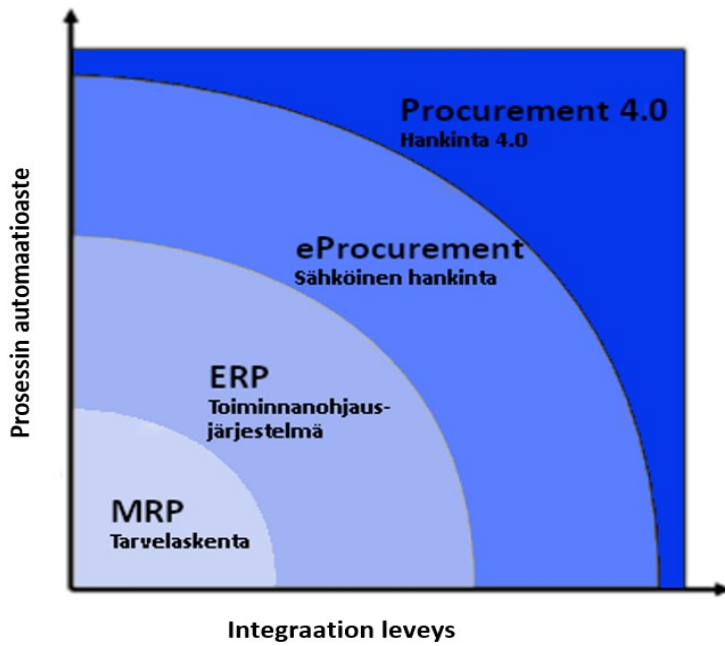 Procurement 4.0
Hankinta 4.0
eProcurement
Sähköinen hankinta
ERP
Toiminnanohjaus-
järjestelmä
MRP
Tarvelaskenta
Prosessin automaatioaste
Integraation leveys